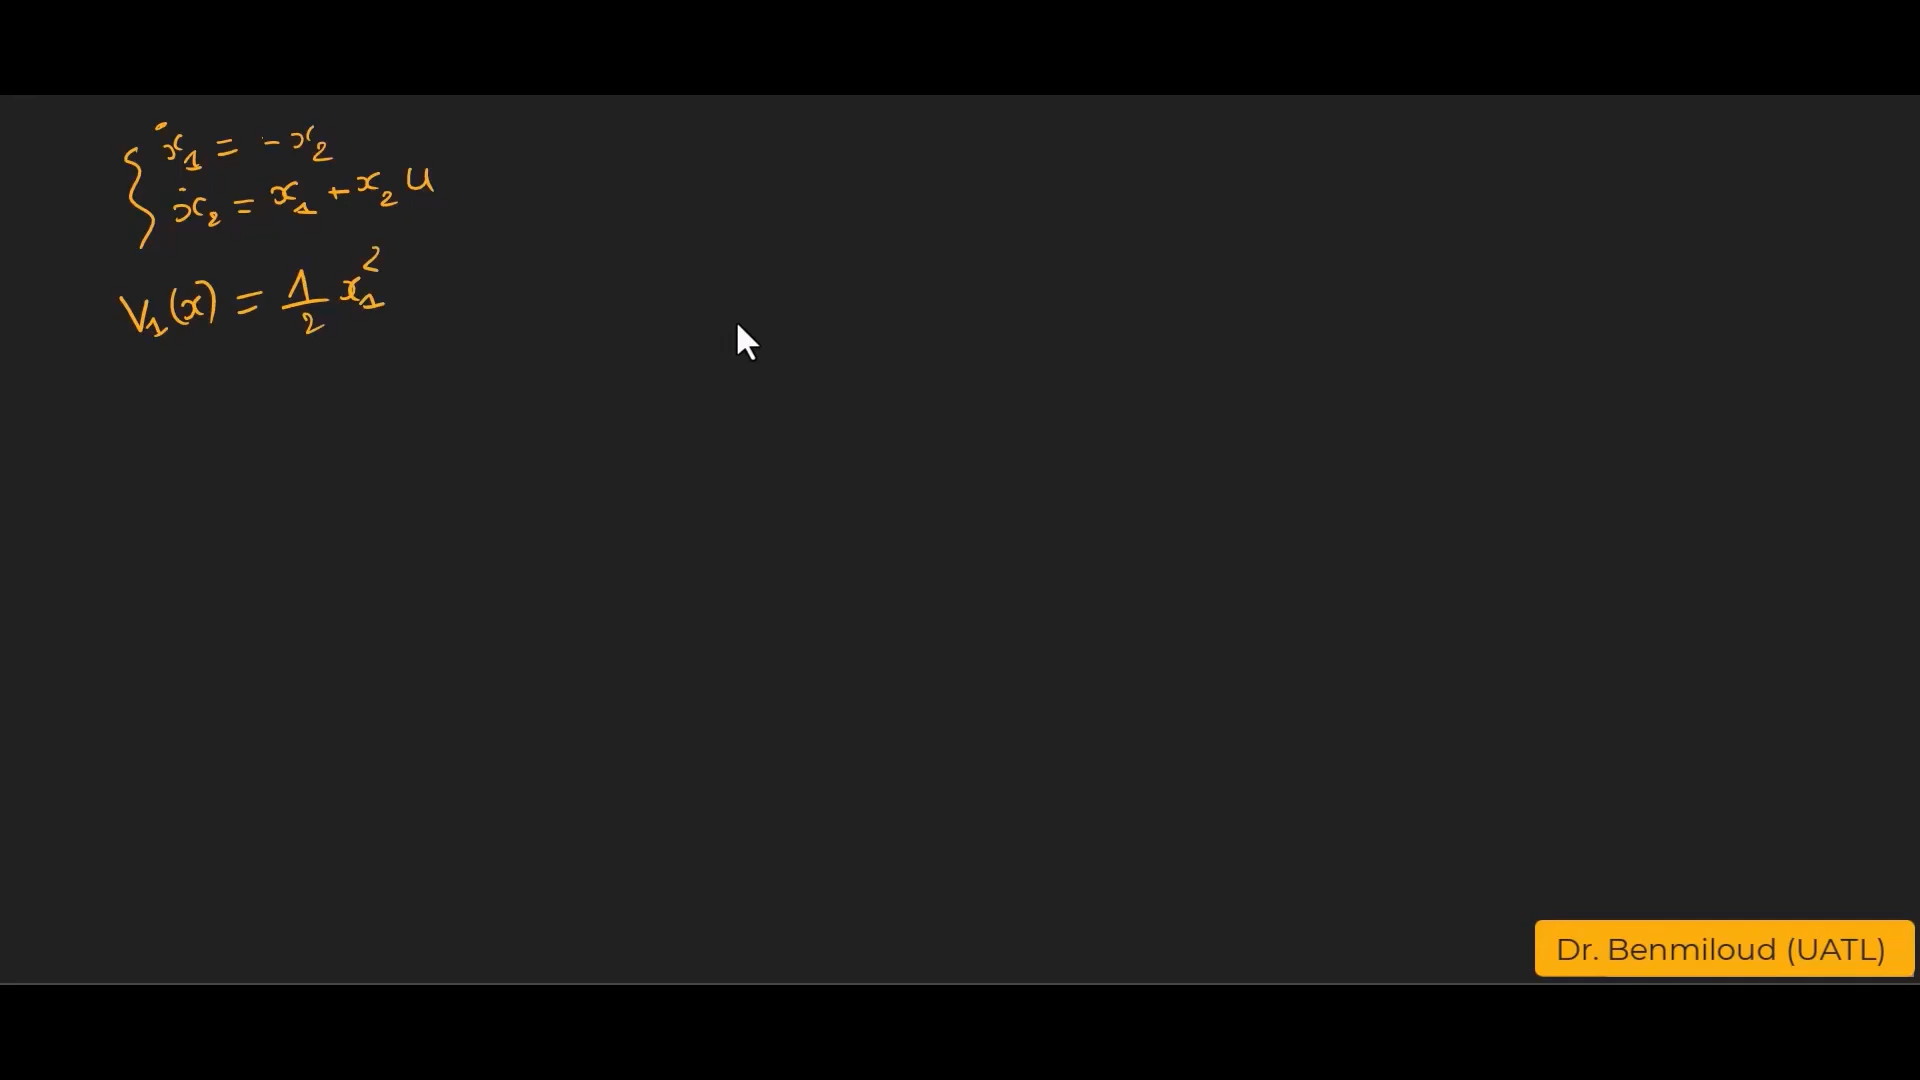 ẋ₁ = -x₂
ẋ₂ = x₁ + x₂ u
V₁(x) = 1/2 x₁²
Dr. Benmiloud (UATL)